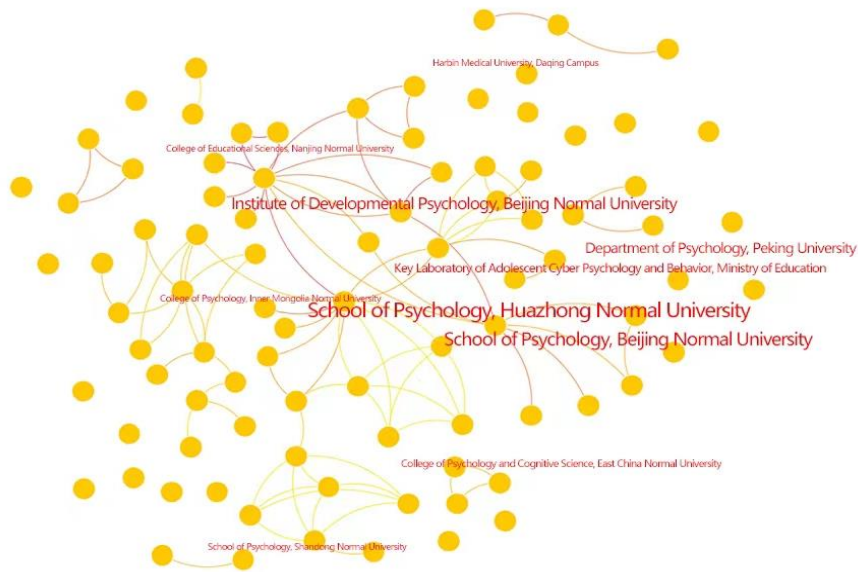 Harbin Medical University, Daqing Campus
College of Educational Sciences, Nanjing Normal University
Institute of Developmental Psychology, Beijing Normal University
Department of Psychology, Peking University
Key Laboratory of Adolescent Cyber Psychology and Behavior, Ministry of Education
College of Psychology, Inner Mongolia Normal University
School of Psychology, Huazhong Normal University
School of Psychology, Beijing Normal University
College of Psychology and Cognitive Science, East China Normal University
School of Psychology, Shandong Normal University